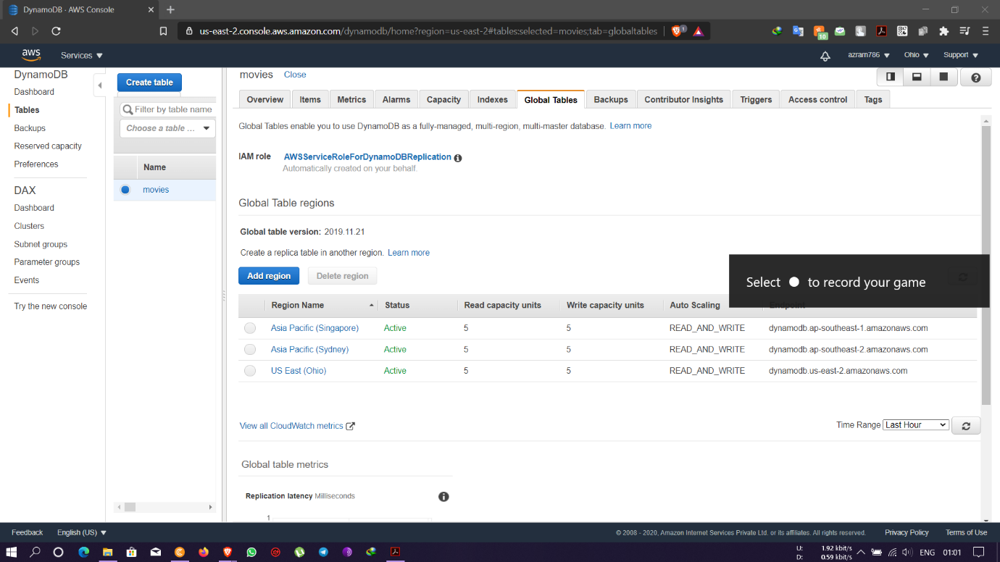 DynamoDB - AWS Console
us-east-2.console.aws.amazon.com/dynamodb/home?region=us-east-2#tables:selected=movies;tab=globaltables
1
10
aws
Services
azram786
Ohio
Support
DynamoDB
Dashboard
Tables
Backups
Reserved capacity
Preferences
DAX
Dashboard
Clusters
Subnet groups
Parameter groups
Events
Try the new console
Create table
Filter by table name
Choose a table ...
Name
movies
movies Close
Overview Items Metrics Alarms Capacity Indexes Global Tables Backups Contributor Insights Triggers Access control Tags
Global Tables enable you to use DynamoDB as a fully-managed, multi-region, multi-master database. Learn more
IAM role AWSServiceRoleForDynamoDBReplication
Automatically created on your behalf.
Global Table regions
Global table version: 2019.11.21
Create a replica table in another region. Learn more
Add region Delete region
Select to record your game
Region Name Status Read capacity units Write capacity units Auto Scaling Endpoint
Asia Pacific (Singapore) Active 5 5 READ_AND_WRITE dynamodb.ap-southeast-1.amazonaws.com
Asia Pacific (Sydney) Active 5 5 READ_AND_WRITE dynamodb.ap-southeast-2.amazonaws.com
US East (Ohio) Active 5 5 READ_AND_WRITE dynamodb.us-east-2.amazonaws.com
View all CloudWatch metrics
Time Range Last Hour
Global table metrics
Replication latency Milliseconds
1
Feedback English (US)
© 2008 - 2020, Amazon Internet Services Private Ltd. or its affiliates. All rights reserved. Privacy Policy Terms of Use
U: 1.92 kbit/s
D: 0.59 kbit/s
ENG 01:01